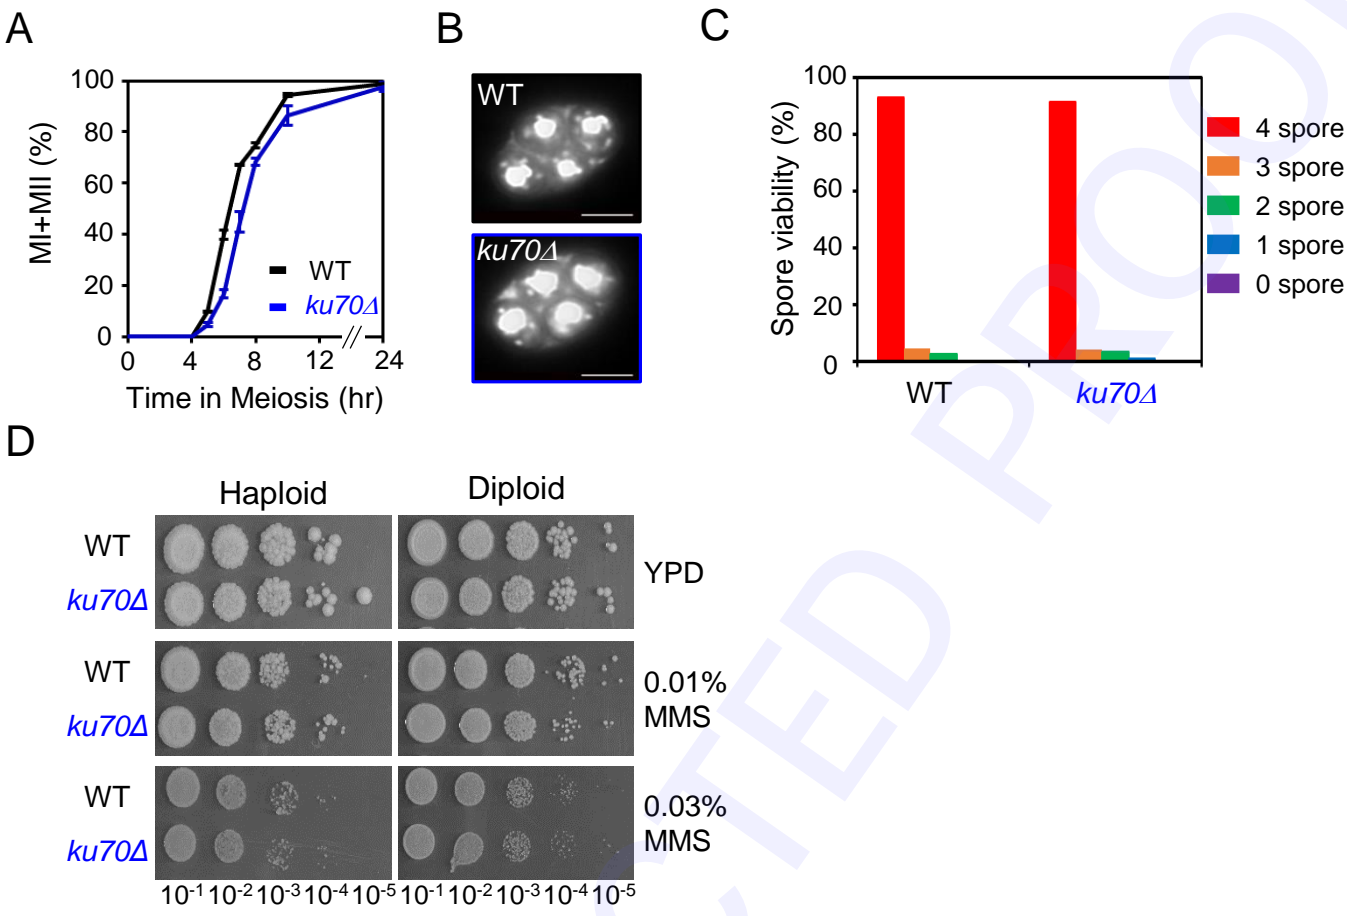 A
100
80
60
40
20
0
MI+MII (%)
WT
ku70Δ
0 4 8 12 24
Time in Meiosis (hr)
B
WT
ku70Δ
C
100
80
60
40
20
0
Spore viability (%)
WT ku70Δ
4 spore
3 spore
2 spore
1 spore
0 spore
D
Haploid Diploid
WT
ku70Δ
YPD
WT
ku70Δ
0.01%
MMS
WT
ku70Δ
0.03%
MMS
10-1 10-2 10-3 10-4 10-5 10-1 10-2 10-3 10-4 10-5
CTED PROO